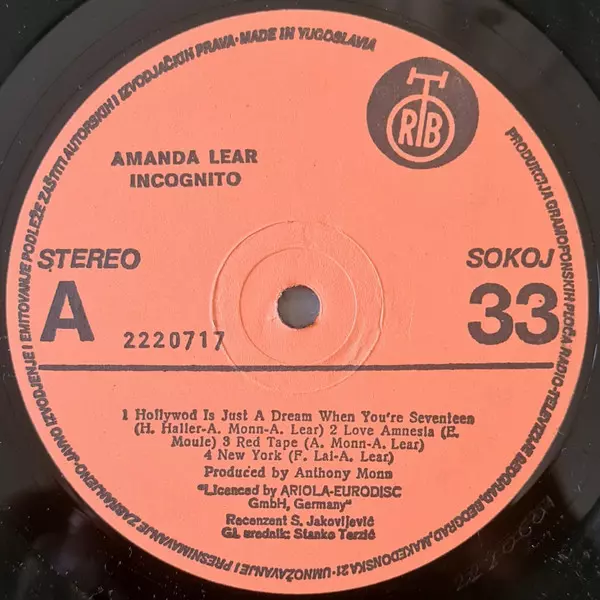 UMNOŽAVANJE I PRESNIMAVANJE ZABRANJENO·JAVNO IZVODJENJE I EMITOVANJE PODLEŽE ZAŠTITI AUTORSKIH I IZVODJAČKIH PRAVA·MADE IN YUGOSLAVIA
PRODUKCIJA GRAMOFONSKIH PLOČA RADIO-TELEVIZIJE BEOGRAD, BEOGRAD, MAKEDONSKA 21·
RTB
AMANDA LEAR
INCOGNITO
STEREO
SOKOJ
A
2220717
33
1 Hollywod Is Just A Dream When You're Seventeen
(H. Haller-A. Monn-A. Lear) 2 Love Amnesia (E.
Moule) 3 Red Tape (A. Monn-A. Lear)
4 New York (F. Lai-A. Lear)
Produced by Anthony Monn
"Licenced by ARIOLA-EURODISC
GmbH, Germany"
Recenzent S. Jakovijević
Gl. urednik: Stanko Terzić